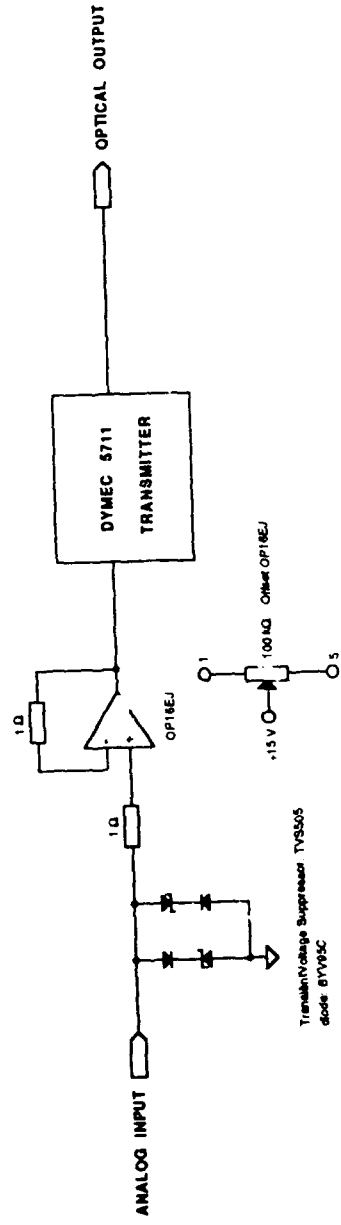 ANALOG INPUT
1 Ω
1 Ω
-
+
OP16EJ
DYMEC 5711
TRANSMITTER
OPTICAL OUTPUT
Transient Voltage Suppressor TVS505
diode: BYV95C
+15 V
1
5
100 kΩ Offset OP16EJ